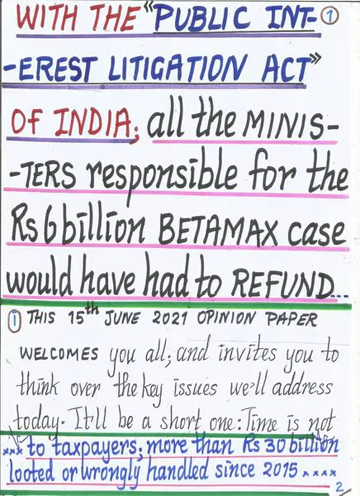 WITH THE "PUBLIC INT- ①
-EREST LITIGATION ACT"
OF INDIA; all the MINIS-
-TERS responsible for the
Rs 6 billion BETAMAX case
would have had to REFUND...
① THIS 15th JUNE 2021 OPINION PAPER
WELCOMES you all; and invites you to
think over the key issues we'll address
today. It'll be a short one: Time is not
xxx to taxpayers; more than Rs 30 billion
looted or wrongly handled since 2015 xxxx
2